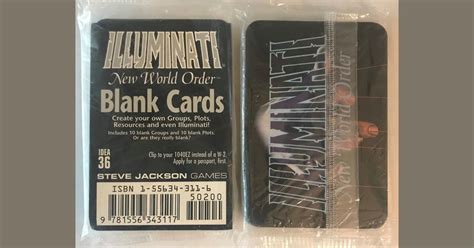 ILLUMINATI
New World Order
Blank Cards
Create your own Groups, Plots,
Resources and even Illuminati!
Includes 10 blank Groups and 10 blank Plots.
Or are they really blank?
IDEA
36
Clip to your 1040EZ instead of a W-2.
Apply for a passport, first.
STEVE JACKSON GAMES
ISBN 1-55634-311-6
50200
9 781556 343117
ILLUMINATI
New World Order